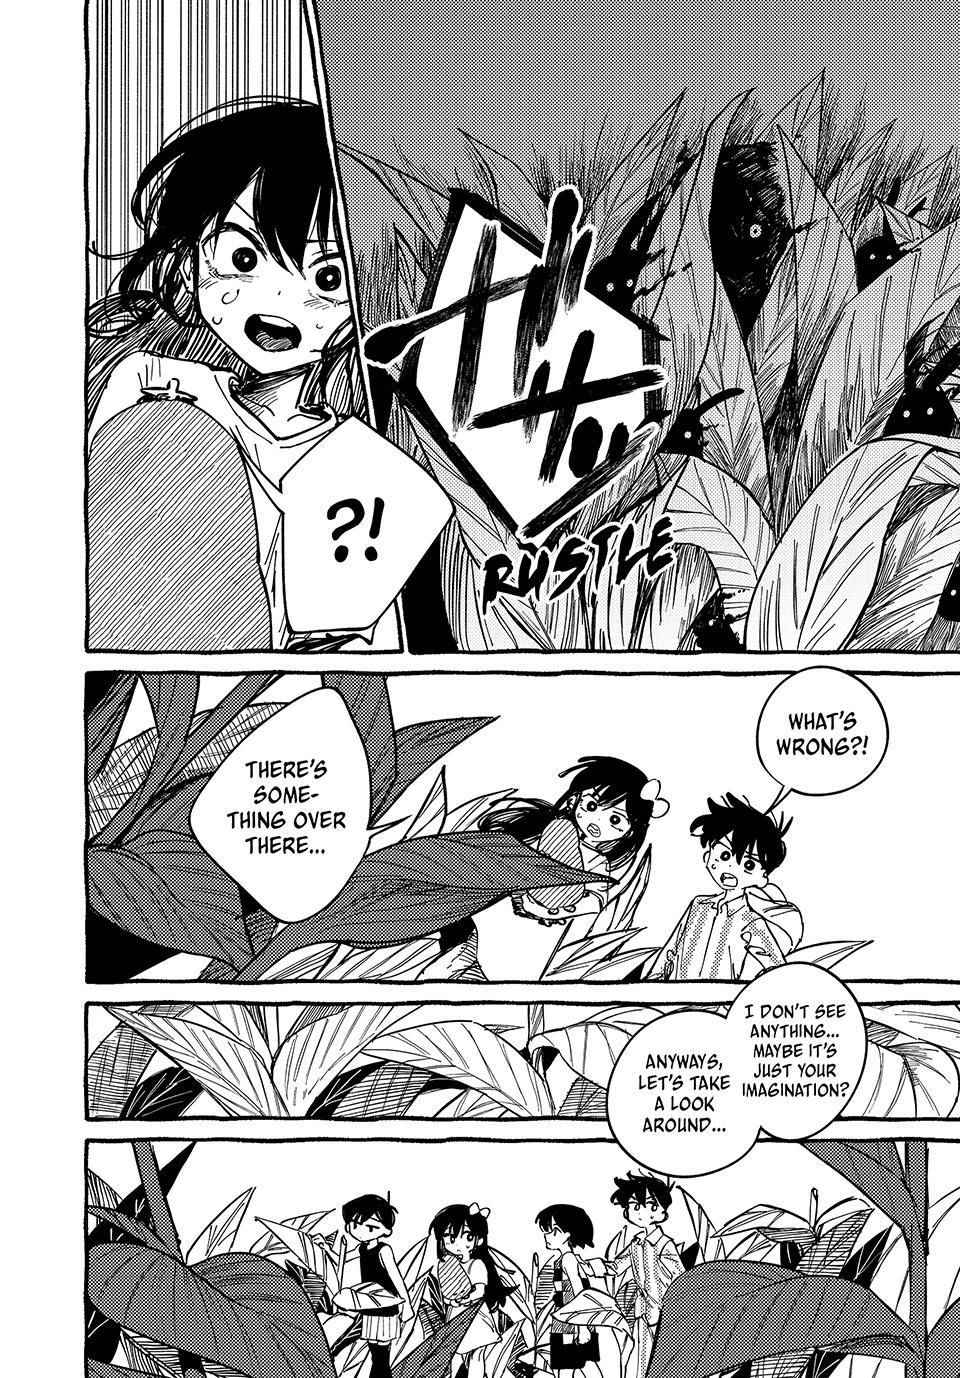 ガサッ
RUSTLE
?!
WHAT'S
WRONG?!
THERE'S
SOME-
THING OVER
THERE...
I DON'T SEE
ANYTHING...
MAYBE IT'S
JUST YOUR
IMAGINATION?
ANYWAYS,
LET'S TAKE
A LOOK
AROUND...